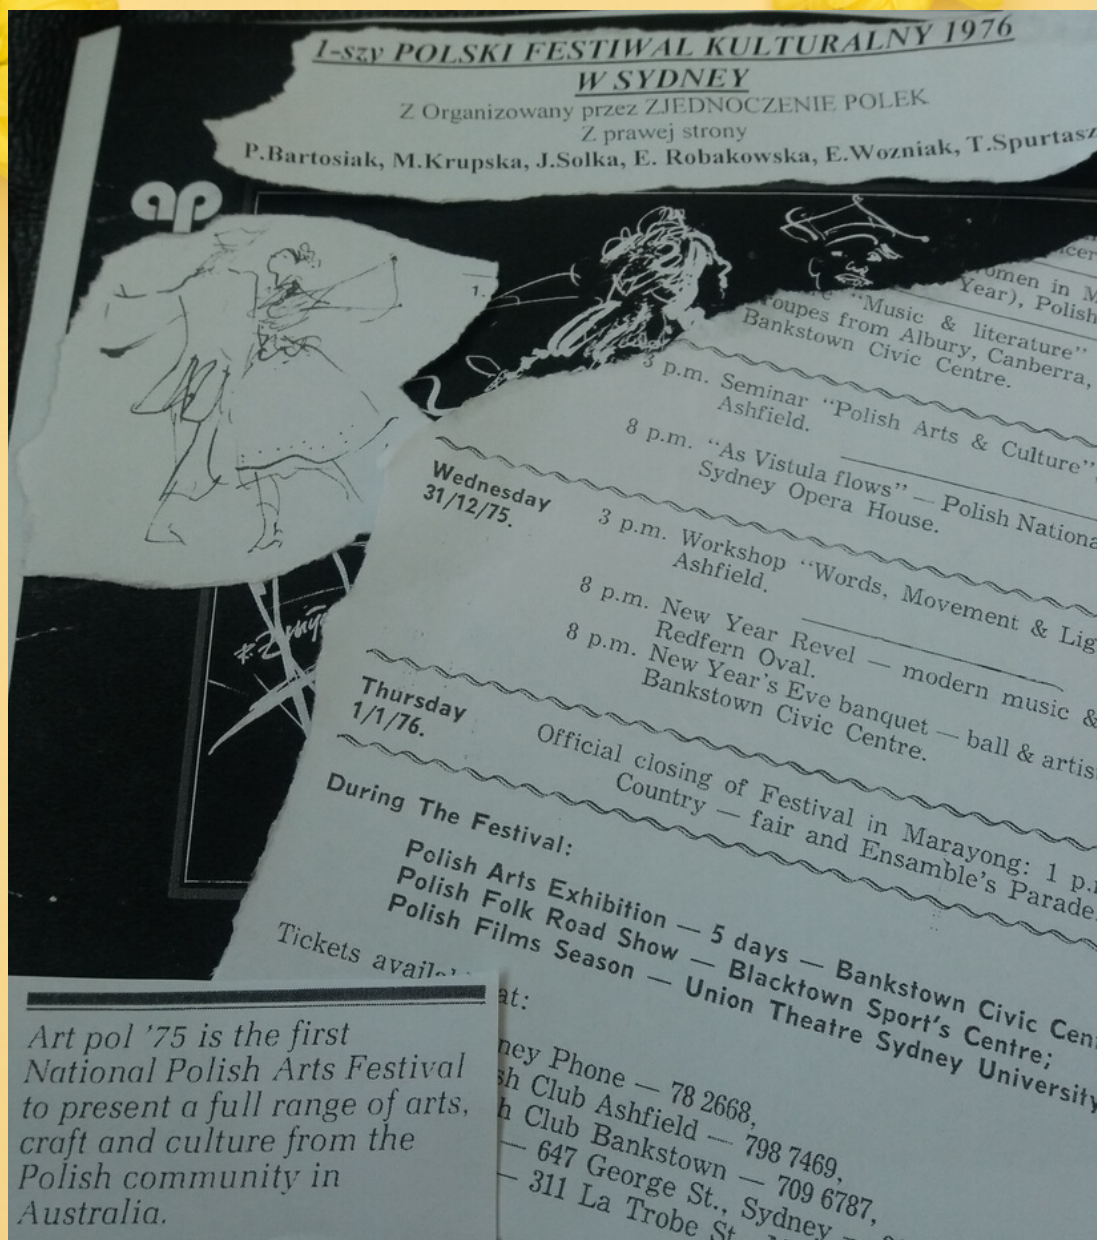 1-szy POLSKI FESTIWAL KULTURALNY 1976
W SYDNEY
Z Organizowany przez ZJEDNOCZENIE POLEK
Z prawej strony
P.Bartosiak, M.Krupska, J.Solka, E. Robakowska, E.Wozniak, T.Spurtasz
ap
1.
omen in M
Year), Polish
"Music & literature"
roupes from Albury, Canberra,
Bankstown Civic Centre.
3 p.m. Seminar "Polish Arts & Culture"
Ashfield.
8 p.m. "As Vistula flows" — Polish Nationa
Sydney Opera House.
Wednesday
31/12/75.
3 p.m. Workshop "Words, Movement & Lig
Ashfield.
8 p.m. New Year Revel — modern music &
Redfern Oval.
8 p.m. New Year's Eve banquet — ball & artis
Bankstown Civic Centre.
Thursday
1/1/76.
Official closing of Festival in Marayong: 1 p.
Country — fair and Ensamble's Parade.
During The Festival:
Polish Arts Exhibition — 5 days — Bankstown Civic Cen
Polish Folk Road Show — Blacktown Sport's Centre;
Polish Films Season — Union Theatre Sydney University
Tickets at:
ney Phone — 78 2668,
sh Club Ashfield — 798 7469,
h Club Bankstown — 709 6787,
— 647 George St., Sydney —
— 311 La Trobe St.
Art pol '75 is the first
National Polish Arts Festival
to present a full range of arts,
craft and culture from the
Polish community in
Australia.